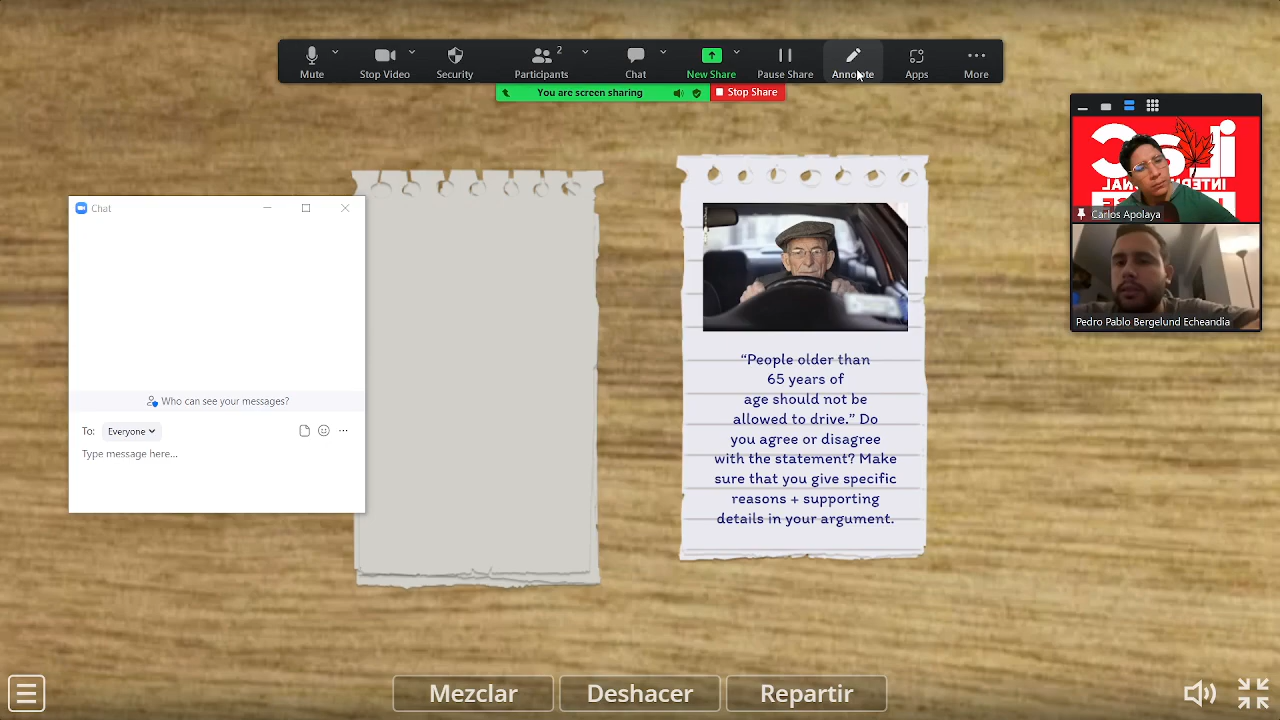 Mute
Stop Video
Security
2
Participants
Chat
New Share
Pause Share
Annotate
Apps
More
You are screen sharing
Stop Share
Chat
Who can see your messages?
To:
Everyone
Type message here...
“People older than
65 years of
age should not be
allowed to drive.” Do
you agree or disagree
with the statement? Make
sure that you give specific
reasons + supporting
details in your argument.
ilsc
INTERNATIONAL
Carlos Apolaya
Pedro Pablo Bergelund Echeandia
Mezclar
Deshacer
Repartir